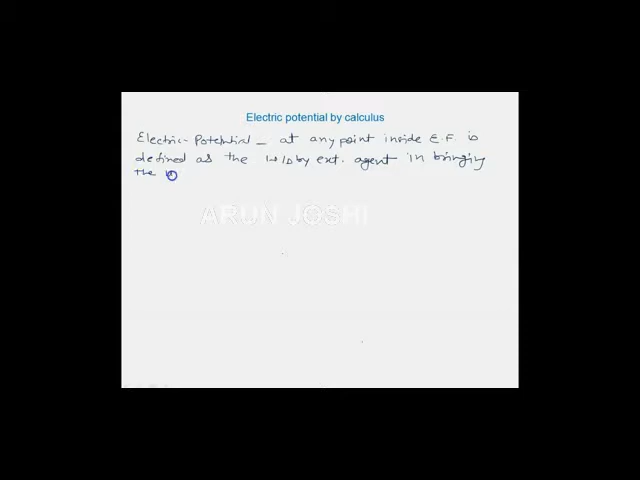 Electric potential by calculus
Electric-Potential - at any point inside E.F. is
defined as the w/D by ext. agent in bringing
the
ARUN JOSHI